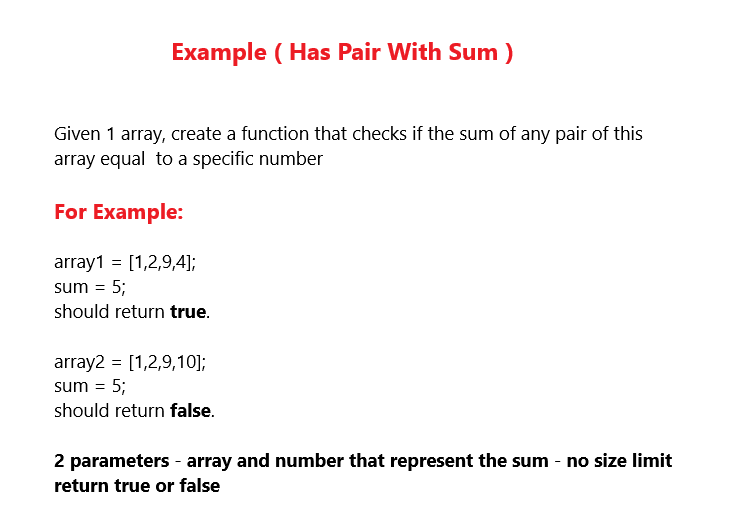 Example ( Has Pair With Sum )
Given 1 array, create a function that checks if the sum of any pair of this
array equal  to a specific number
For Example:
array1 = [1,2,9,4];
sum = 5;
should return true.
array2 = [1,2,9,10];
sum = 5;
should return false.
2 parameters - array and number that represent the sum - no size limit
return true or false